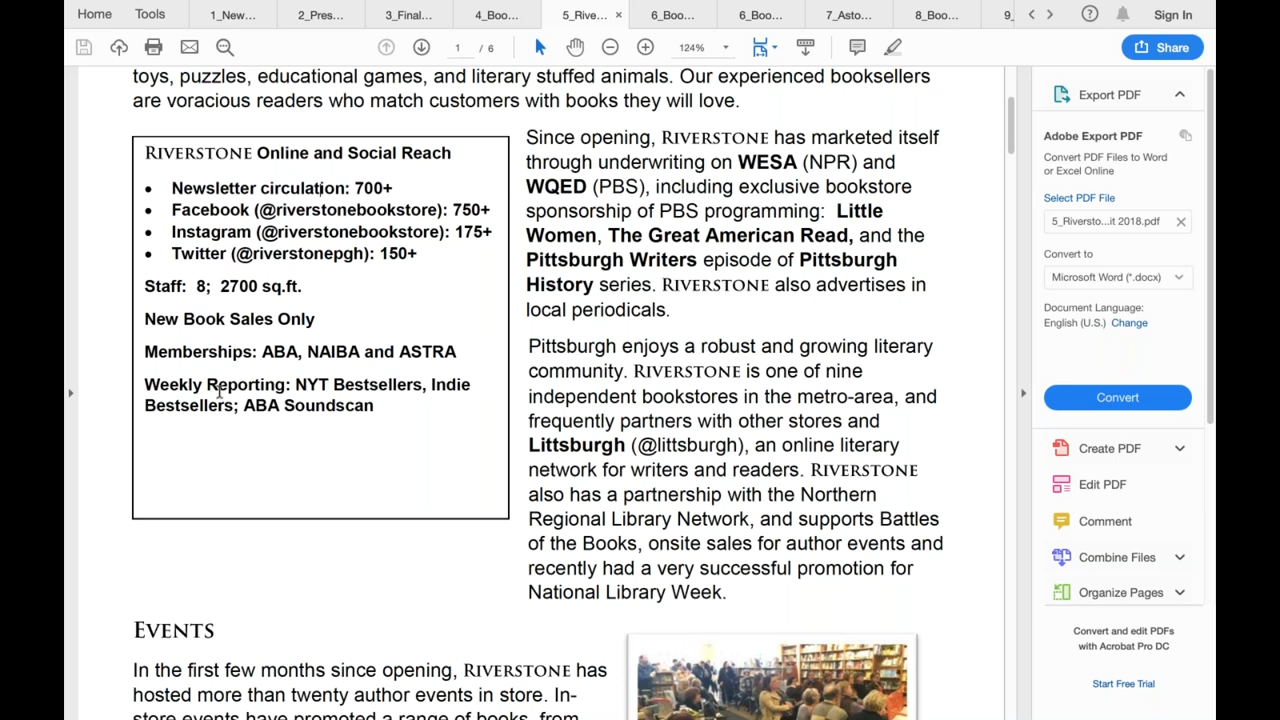 Home Tools 1_New... 2_Pres... 3_Final... 4_Boo... 5_Rive... × 6_Boo... 6_Boo... 7_Asto... 8_Boo... 9_ Sign In
1 / 6 124% Share
toys, puzzles, educational games, and literary stuffed animals. Our experienced booksellers
are voracious readers who match customers with books they will love.
RIVERSTONE Online and Social Reach
• Newsletter circulation: 700+
• Facebook (@riverstonebookstore): 750+
• Instagram (@riverstonebookstore): 175+
• Twitter (@riverstonepgh): 150+
Staff: 8; 2700 sq.ft.
New Book Sales Only
Memberships: ABA, NAIBA and ASTRA
Weekly Reporting: NYT Bestsellers, Indie
Bestsellers; ABA Soundscan
Since opening, RIVERSTONE has marketed itself
through underwriting on WESA (NPR) and
WQED (PBS), including exclusive bookstore
sponsorship of PBS programming: Little
Women, The Great American Read, and the
Pittsburgh Writers episode of Pittsburgh
History series. RIVERSTONE also advertises in
local periodicals.
Pittsburgh enjoys a robust and growing literary
community. RIVERSTONE is one of nine
independent bookstores in the metro-area, and
frequently partners with other stores and
Littsburgh (@littsburgh), an online literary
network for writers and readers. RIVERSTONE
also has a partnership with the Northern
Regional Library Network, and supports Battles
of the Books, onsite sales for author events and
recently had a very successful promotion for
National Library Week.
EVENTS
In the first few months since opening, RIVERSTONE has
hosted more than twenty author events in store. In-
store events have promoted a range of books, from
Export PDF
Adobe Export PDF
Convert PDF Files to Word
or Excel Online
Select PDF File
5_Riversto...it 2018.pdf
Convert to
Microsoft Word (*.docx)
Document Language:
English (U.S.) Change
Convert
Create PDF
Edit PDF
Comment
Combine Files
Organize Pages
Convert and edit PDFs
with Acrobat Pro DC
Start Free Trial